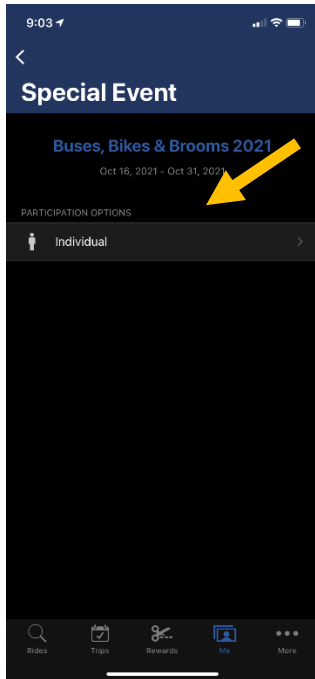 9:03
Special Event
Buses, Bikes & Brooms 2021
Oct 16, 2021 - Oct 31, 2021
PARTICIPATION OPTIONS
Individual
Rides Trips Rewards Me More